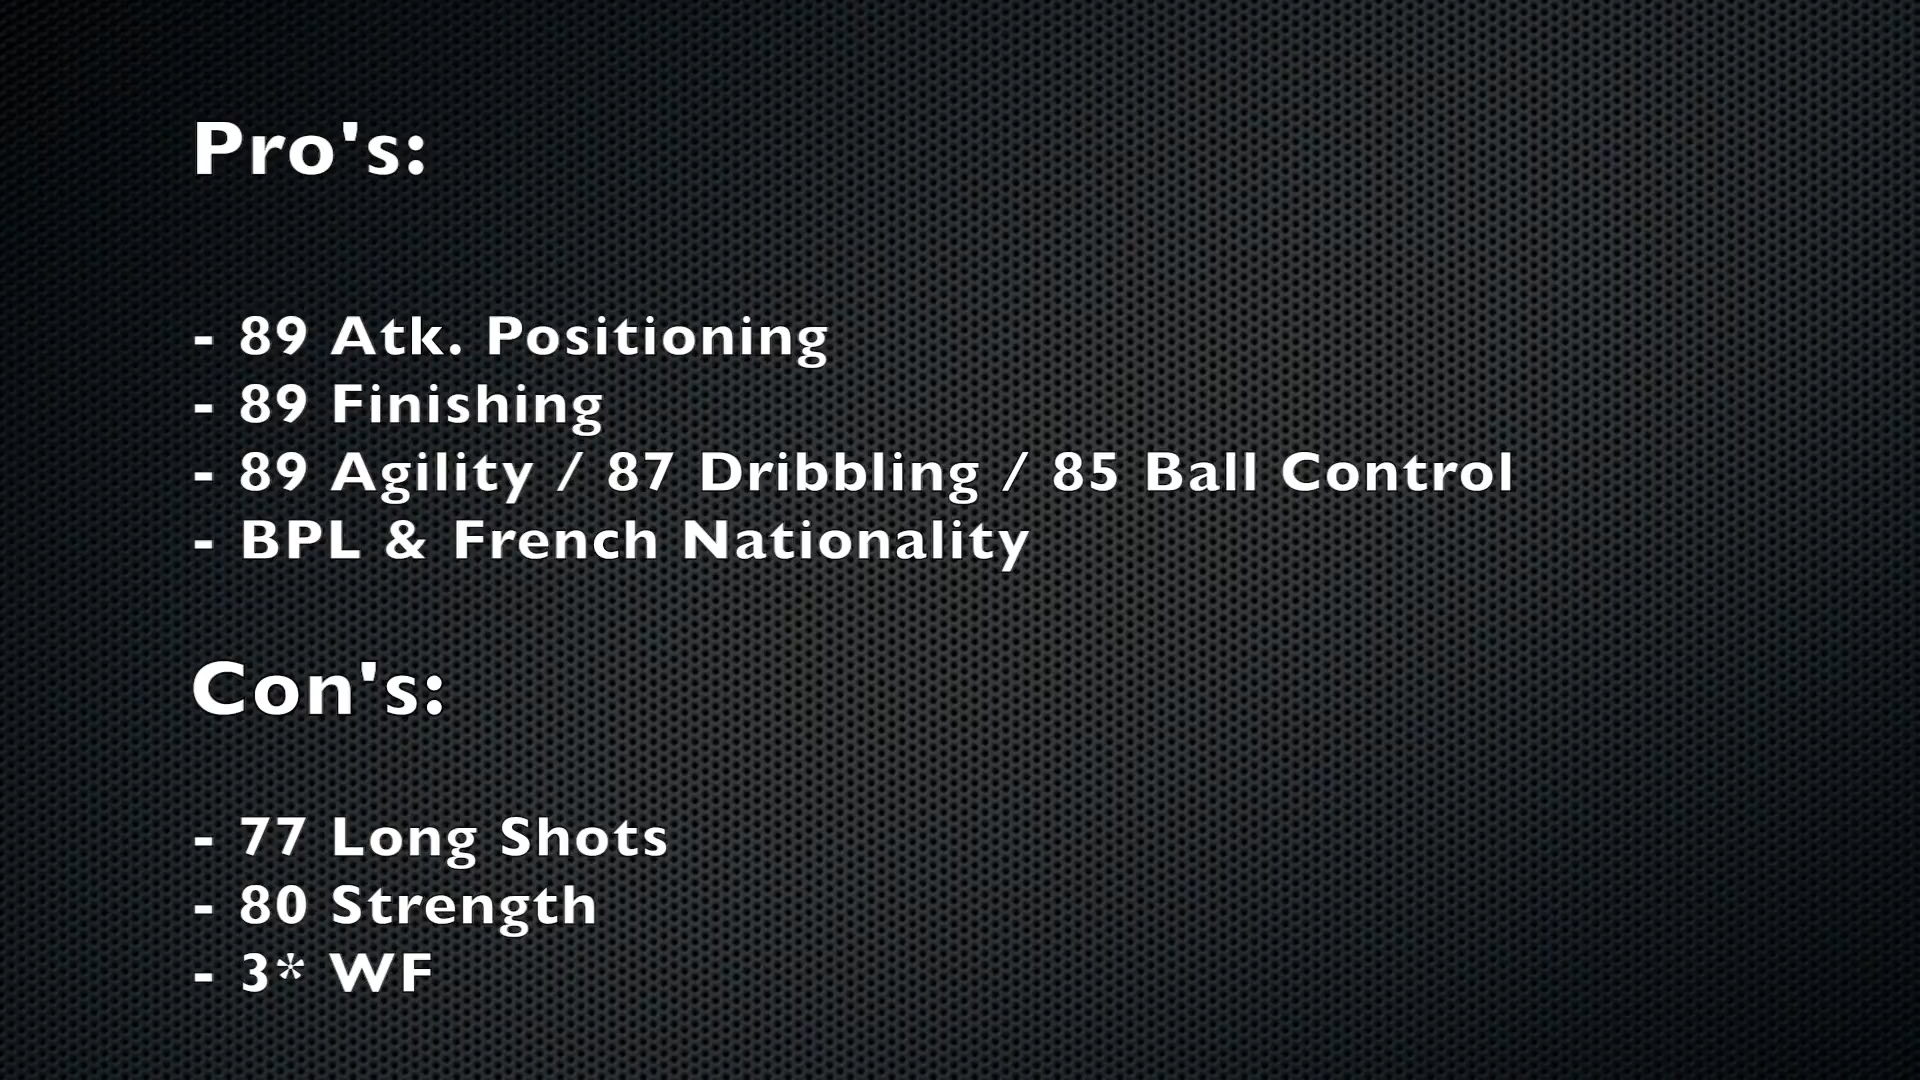 Pro's:
- 89 Atk. Positioning
- 89 Finishing
- 89 Agility / 87 Dribbling / 85 Ball Control
- BPL & French Nationality
Con's:
- 77 Long Shots
- 80 Strength
- 3* WF